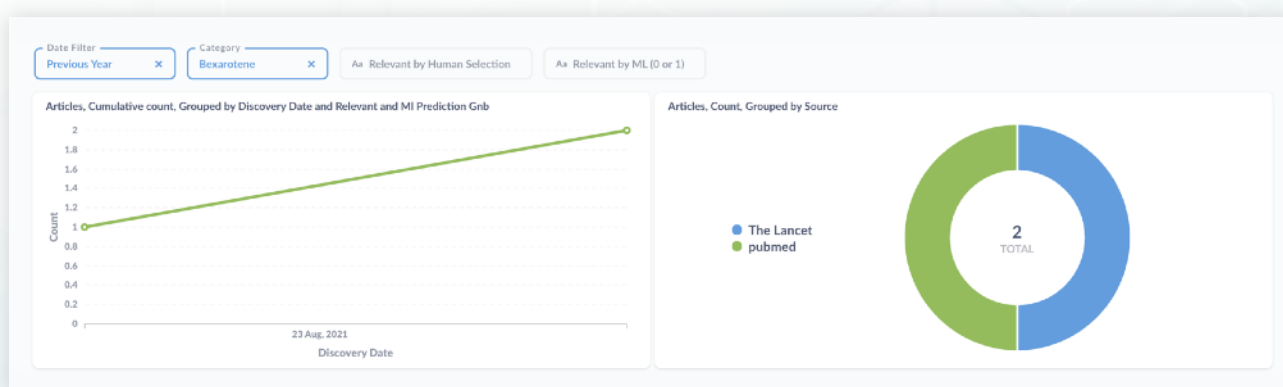 Date Filter
Previous Year ×
Category
Bexarotene ×
Aa Relevant by Human Selection
Aa Relevant by ML (0 or 1)
Articles, Cumulative count, Grouped by Discovery Date and Relevant and Ml Prediction Gnb
2
1.8
1.6
1.4
1.2
1
0.8
0.6
0.4
0.2
0
Count
23 Aug, 2021
Discovery Date
Articles, Count, Grouped by Source
The Lancet
pubmed
2
TOTAL